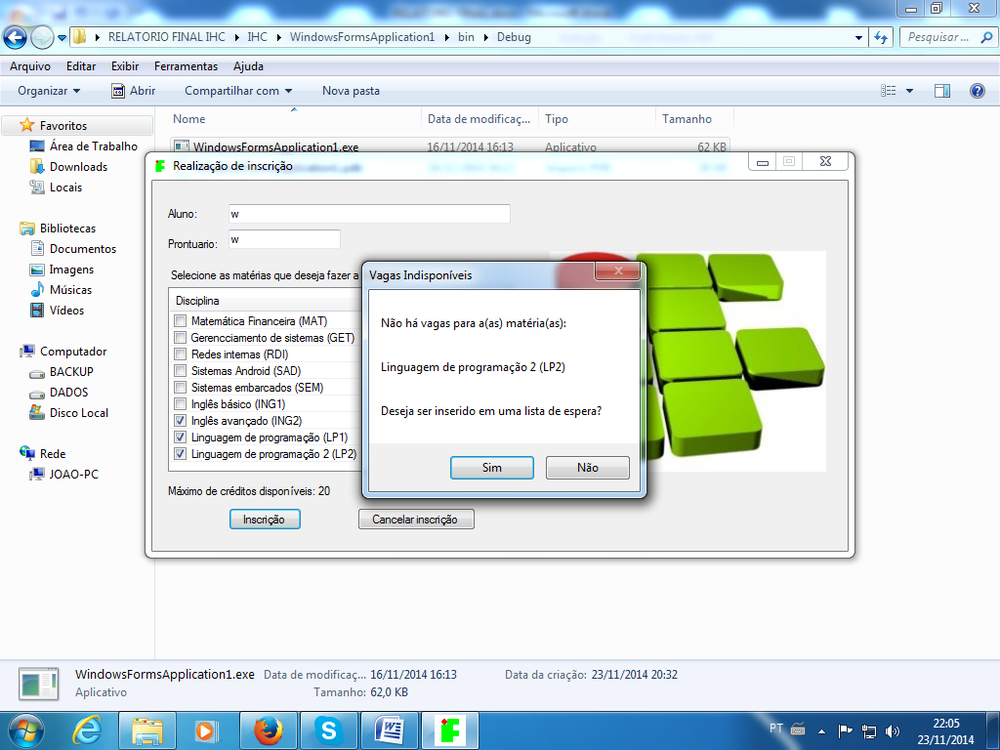 RELATORIO FINAL IHC IHC WindowsFormsApplication1 bin Debug
Pesquisar ...
Arquivo Editar Exibir Ferramentas Ajuda
Organizar Abrir Compartilhar com Nova pasta
Nome Data de modificaç... Tipo Tamanho
Favoritos
Área de Trabalho
Downloads
Locais
Bibliotecas
Documentos
Imagens
Músicas
Vídeos
Computador
BACKUP
DADOS
Disco Local
Rede
JOAO-PC
WindowsFormsApplication1.exe 16/11/2014 16:13 Aplicativo 62 KB
Realização de inscrição
Aluno: w
Prontuario: w
Selecione as matérias que deseja fazer a
Disciplina
Matemática Financeira (MAT)
Gerencciamento de sistemas (GET)
Redes internas (RDI)
Sistemas Android (SAD)
Sistemas embarcados (SEM)
Inglês básico (ING1)
Inglês avançado (ING2)
Linguagem de programação (LP1)
Linguagem de programação 2 (LP2)
Máximo de créditos disponíveis: 20
Inscrição Cancelar inscrição
Vagas Indisponíveis
Não há vagas para a(as) matéria(as):
Linguagem de programação 2 (LP2)
Deseja ser inserido em uma lista de espera?
Sim Não
WindowsFormsApplication1.exe Data de modificaç... 16/11/2014 16:13 Data da criação: 23/11/2014 20:32
Aplicativo Tamanho: 62,0 KB
PT
22:05
23/11/2014